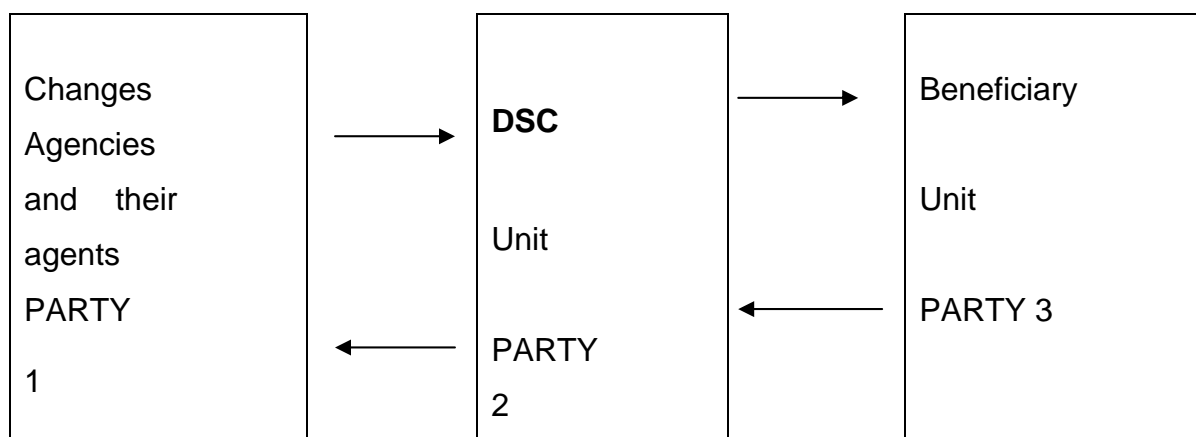 Changes
Agencies
and their
agents
PARTY
1
DSC
Unit
PARTY
2
Beneficiary
Unit
PARTY 3